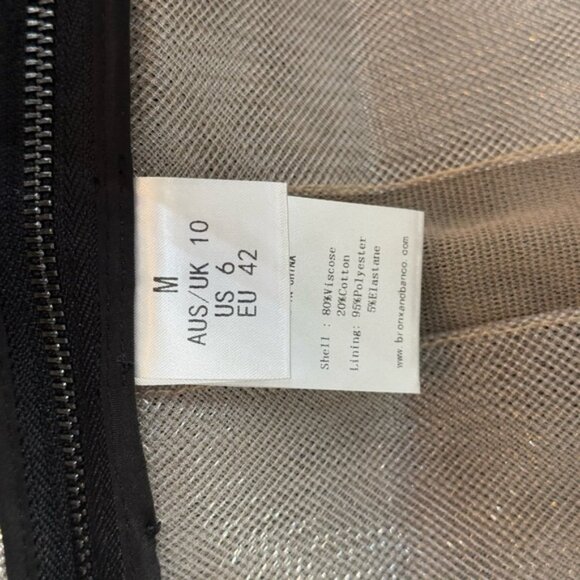 M
AUS/UK 10
US 6
EU 42
CHINA
Shell : 80%Viscose
20%Cotton
Lining: 95%Polyester
5%Elastane
www.bronxandbanco.com